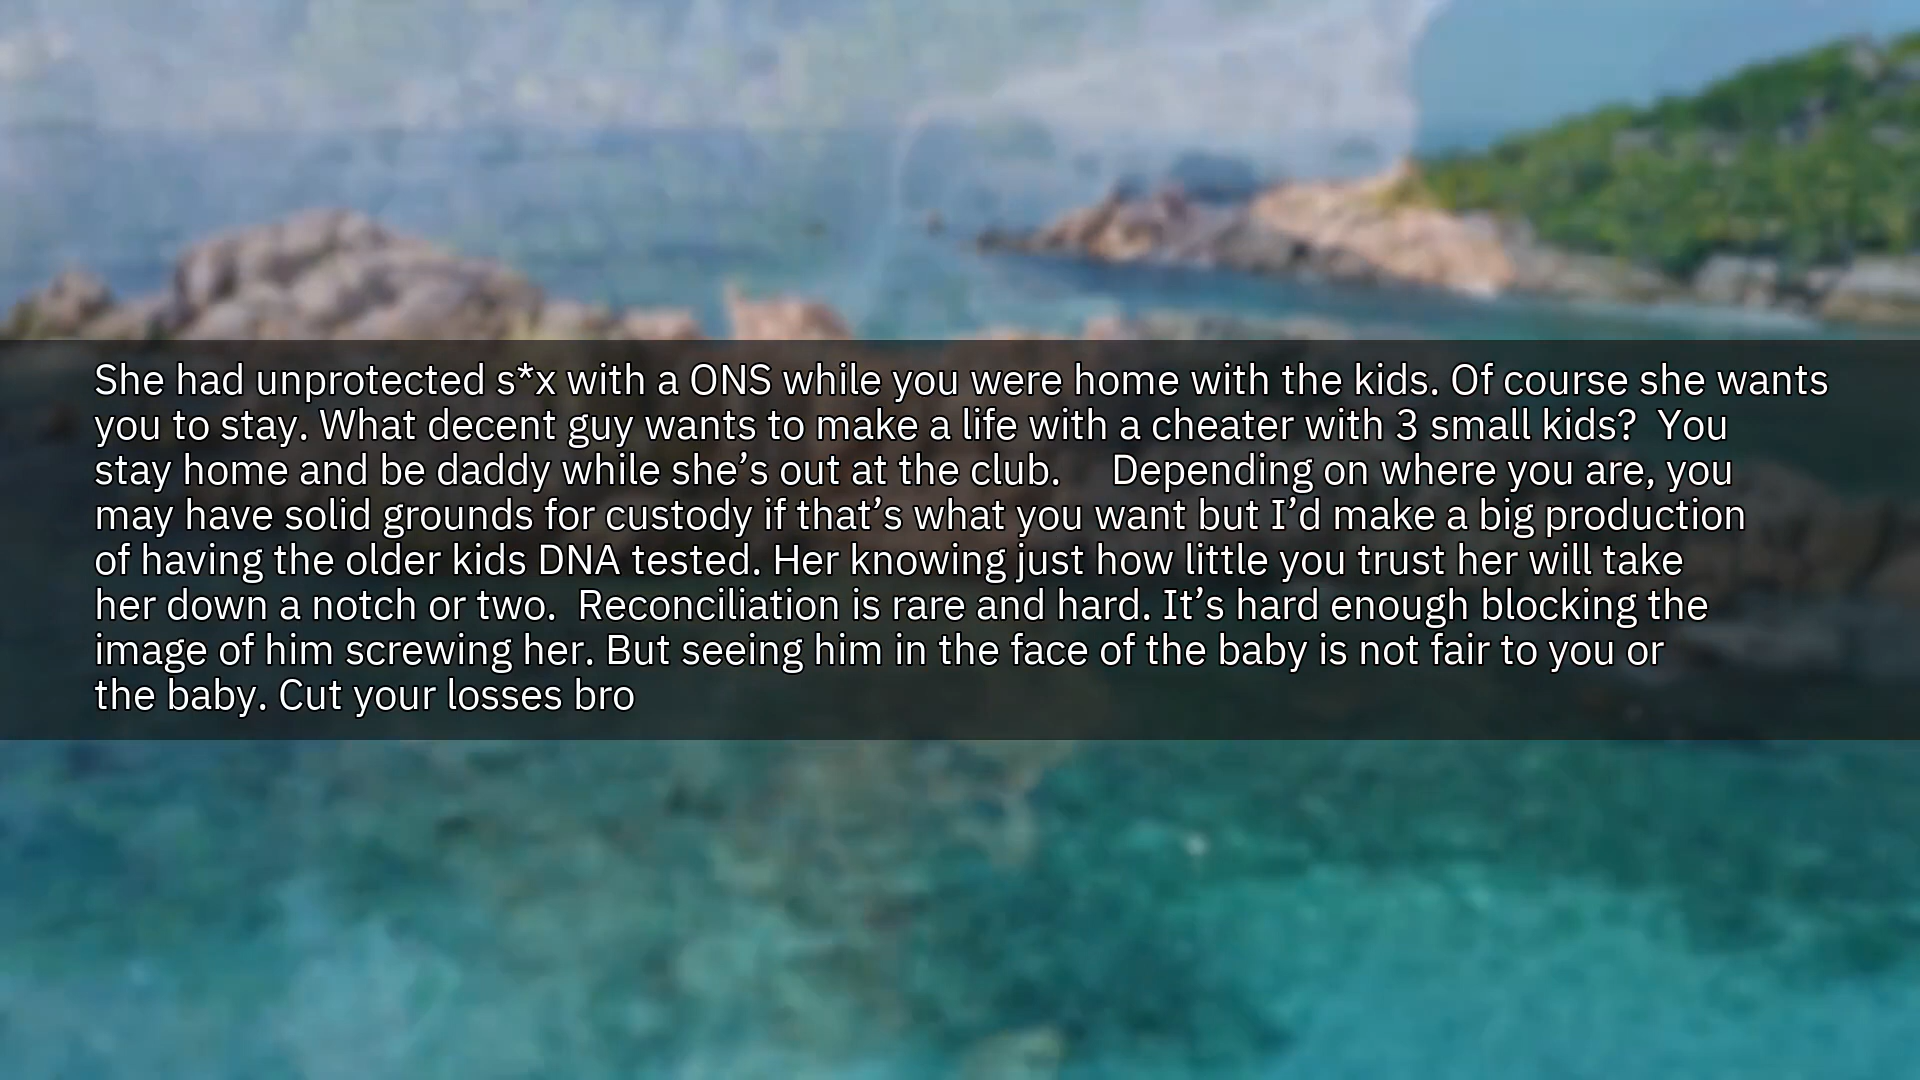 She had unprotected s*x with a ONS while you were home with the kids. Of course she wants
you to stay. What decent guy wants to make a life with a cheater with 3 small kids?  You
stay home and be daddy while she’s out at the club.     Depending on where you are, you
may have solid grounds for custody if that’s what you want but I’d make a big production
of having the older kids DNA tested. Her knowing just how little you trust her will take
her down a notch or two.  Reconciliation is rare and hard. It’s hard enough blocking the
image of him screwing her. But seeing him in the face of the baby is not fair to you or
the baby. Cut your losses bro